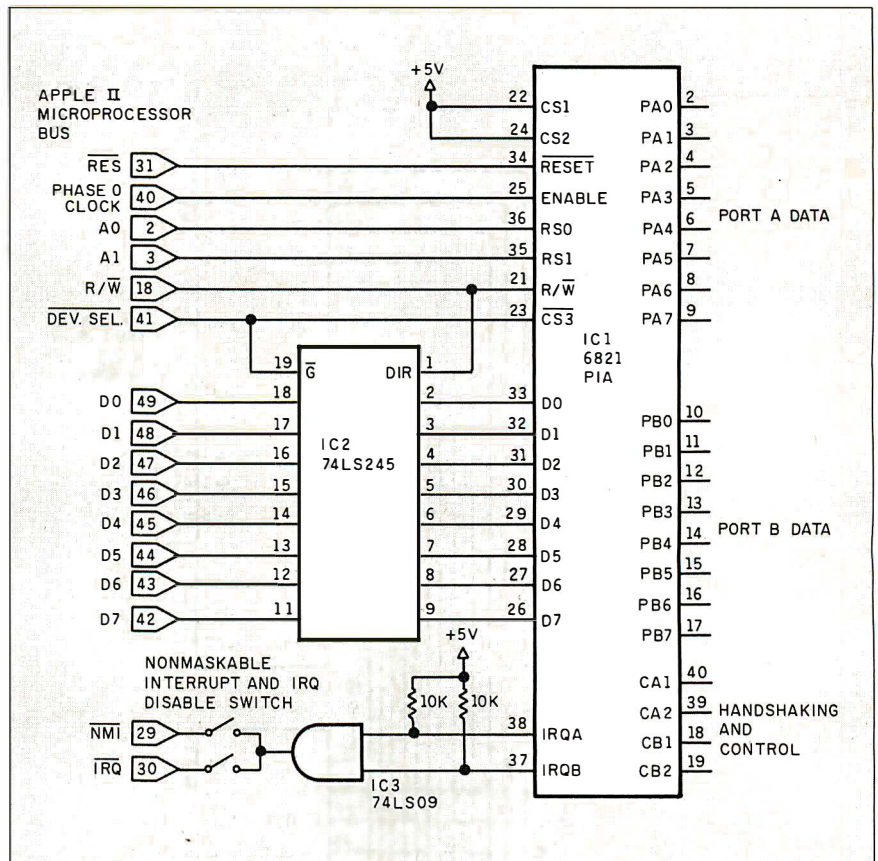 +5V
APPLE II
MICROPROCESSOR
BUS
22 CS1 PA0 2
24 CS2 PA1 3
RES 31 34 RESET PA2 4
PHASE 0
CLOCK 40 25 ENABLE PA3 5
A0 2 36 RS0 PA4 6 PORT A DATA
A1 3 35 RS1 PA5 7
R/W 18 21 R/W PA6 8
DEV. SEL. 41 23 CS3 PA7 9
IC1
6821
PIA
19 G DIR 1
D0 49 18 2 33 D0
D1 48 17 3 32 D1 PB0 10
IC2
74LS245
D2 47 16 4 31 D2 PB1 11
D3 46 15 5 30 D3 PB2 12
D4 45 14 6 29 D4 PB3 13
D5 44 13 7 28 D5 PB4 14 PORT B DATA
D6 43 12 8 27 D6 PB5 15
D7 42 11 9 26 D7 PB6 16
PB7 17
+5V
NONMASKABLE
INTERRUPT AND IRQ
DISABLE SWITCH
10K 10K
CA1 40
CA2 39 HANDSHAKING
AND
CONTROL
NMI 29 38 IRQA CB1 18
IRQ 30 37 IRQB CB2 19
IC3
74LS09